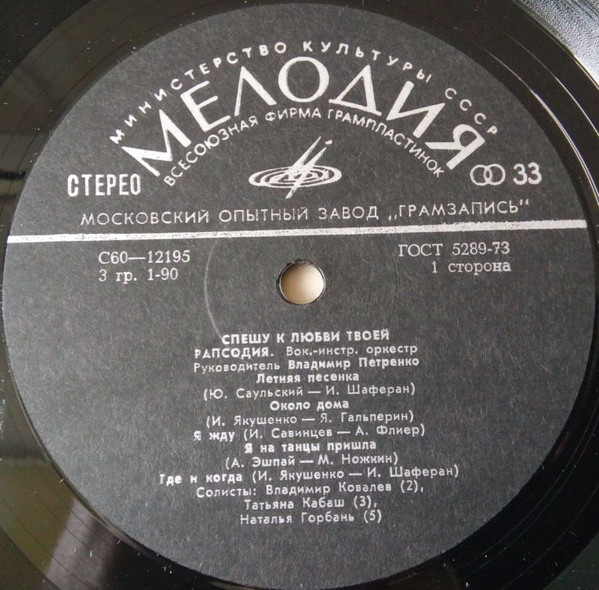 МИНИСТЕРСТВО КУЛЬТУРЫ СССР
МЕЛОДИЯ
ВСЕСОЮЗНАЯ ФИРМА ГРАМПЛАСТИНОК
СТЕРЕО
33
МОСКОВСКИЙ ОПЫТНЫЙ ЗАВОД „ГРАМЗАПИСЬ"
С60—12195
ГОСТ 5289-73
3 гр. 1-90
1 сторона
СПЕШУ К ЛЮБВИ ТВОЕЙ
РАПСОДИЯ. Вок.-инстр. оркестр
Руководитель Владимир Петренко
Летняя песенка
(Ю. Саульский — И. Шаферан)
Около дома
(И. Якушенко — Я. Гальперин)
Я жду (И. Савинцев — А. Флиер)
Я на танцы пришла
(А. Эшпай — М. Ножкин)
Где и когда (И. Якушенко — И. Шаферан)
Солисты: Владимир Ковалев (2),
Татьяна Кабаш (3),
Наталья Горбань (5)